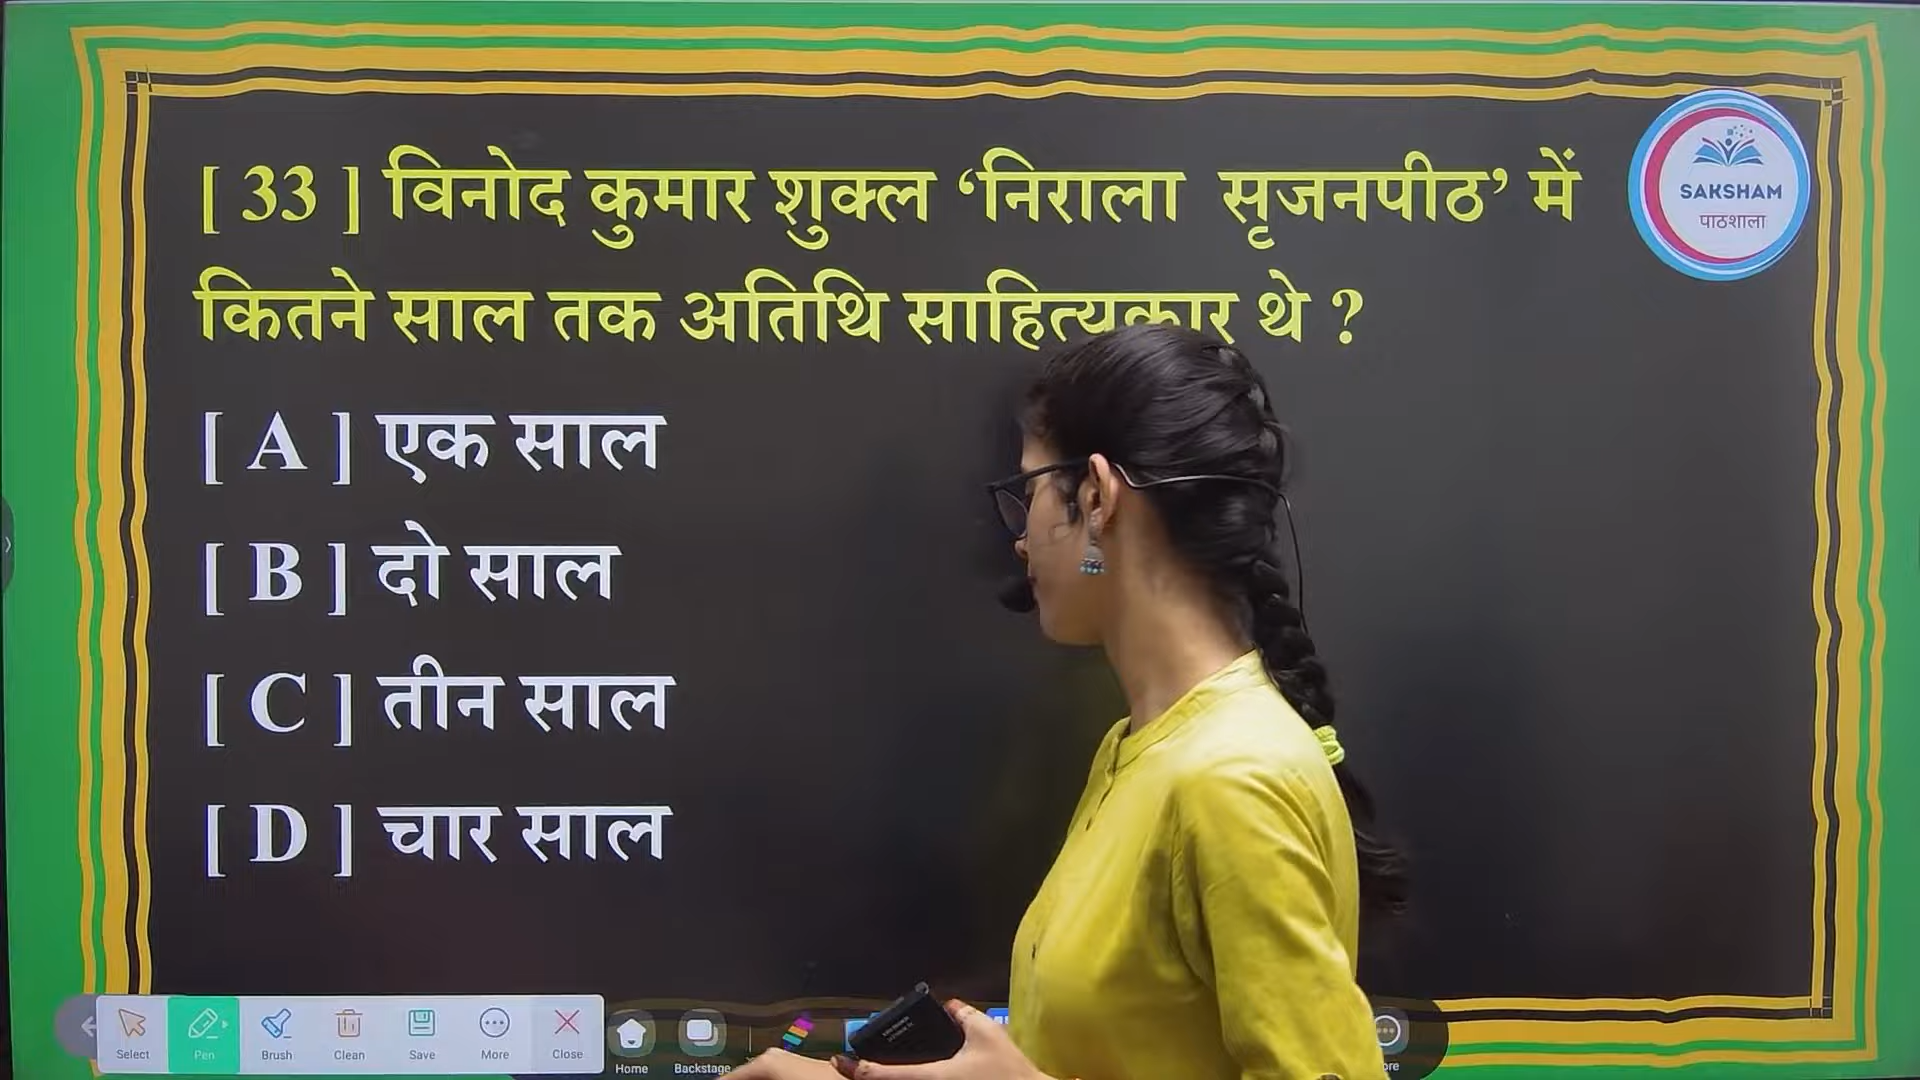 [ 33 ] विनोद कुमार शुक्ल ‘निराला सृजनपीठ’ में
कितने साल तक अतिथि साहित्यकार थे ?
[ A ] एक साल
[ B ] दो साल
[ C ] तीन साल
[ D ] चार साल
SAKSHAM
पाठशाला
Select
Pen
Brush
Clean
Save
More
Close
Home
Backstage